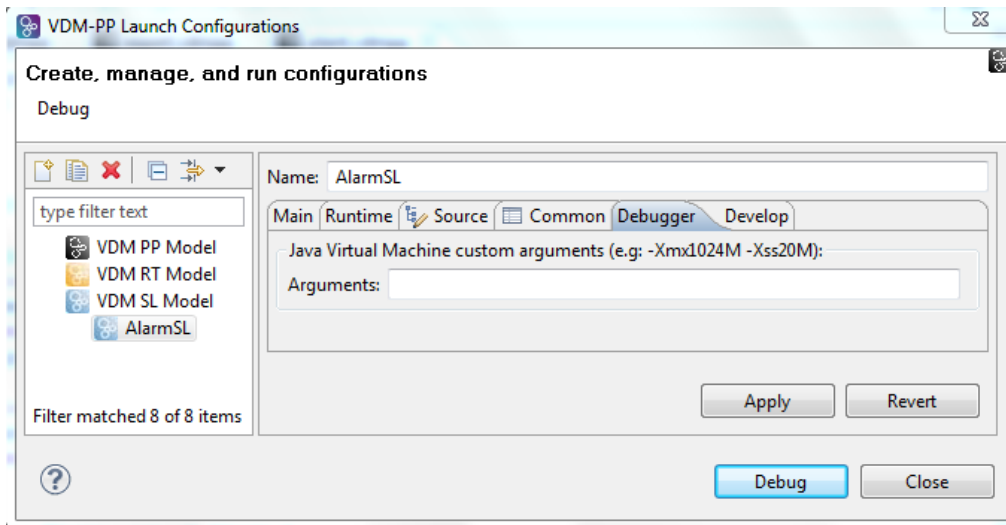 VDM-PP Launch Configurations
Create, manage, and run configurations
Debug
Name: AlarmSL
type filter text
Main Runtime Source Common Debugger Develop
VDM PP Model
VDM RT Model
VDM SL Model
AlarmSL
Java Virtual Machine custom arguments (e.g: -Xmx1024M -Xss20M):
Arguments:
Filter matched 8 of 8 items
Apply Revert
Debug Close